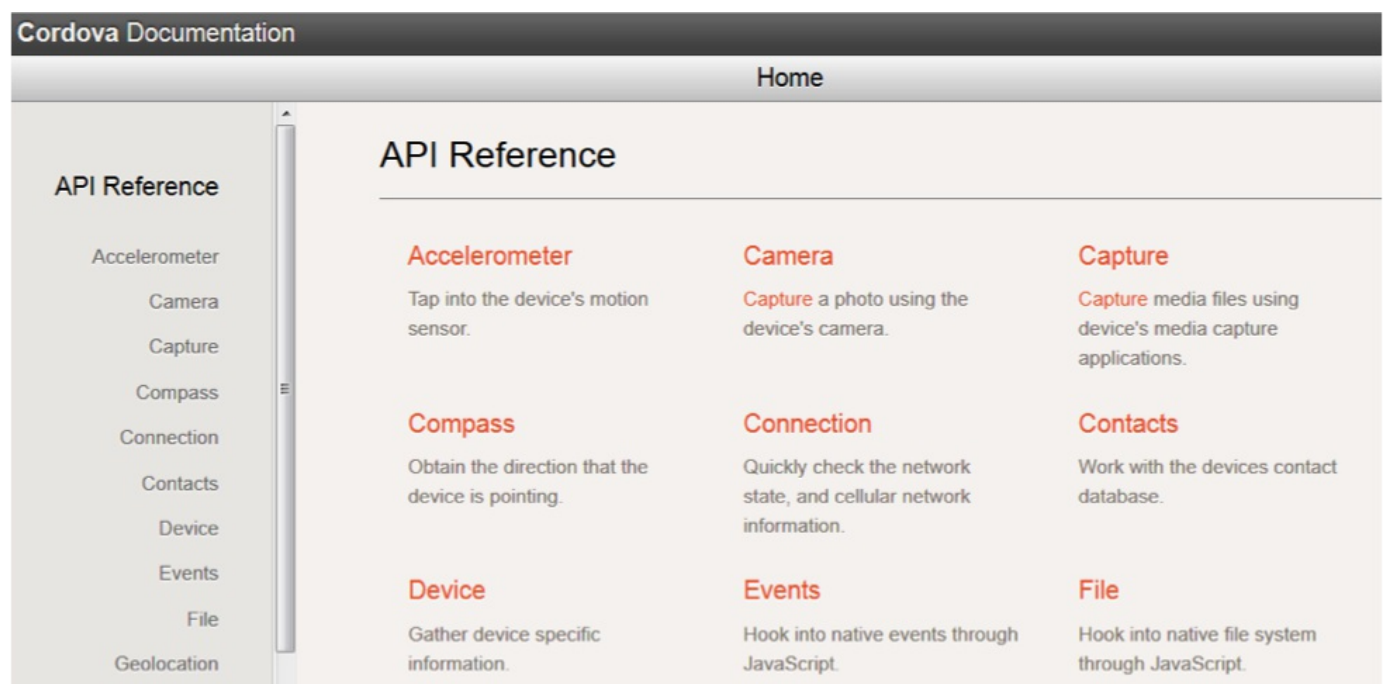 Cordova Documentation
Home
API Reference
Accelerometer
Camera
Capture
Compass
Connection
Contacts
Device
Events
File
Geolocation
API Reference
Accelerometer
Tap into the device's motion
sensor.
Camera
Capture a photo using the
device's camera.
Capture
Capture media files using
device's media capture
applications.
Compass
Obtain the direction that the
device is pointing.
Connection
Quickly check the network
state, and cellular network
information.
Contacts
Work with the devices contact
database.
Device
Gather device specific
information.
Events
Hook into native events through
JavaScript.
File
Hook into native file system
through JavaScript.